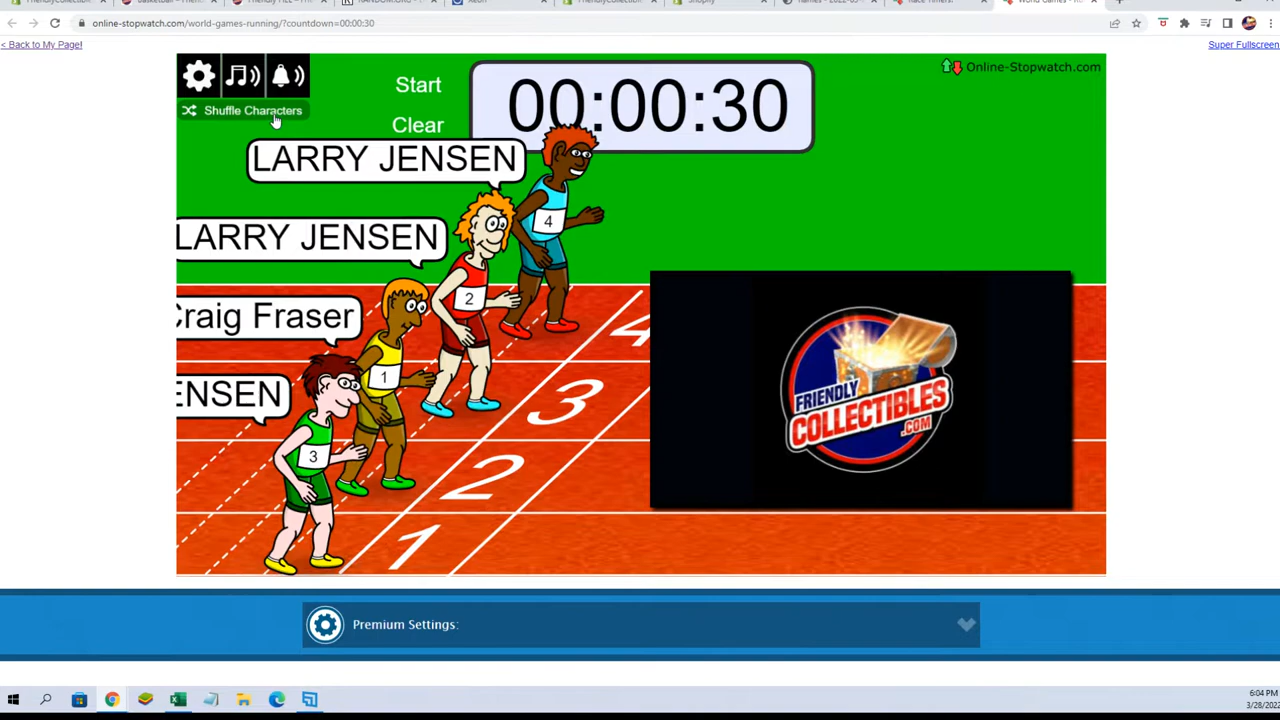 online-stopwatch.com/world-games-running/?countdown=00:00:30
< Back to My Page!
Super Fullscreen
Start
Clear
00:00:30
Online-Stopwatch.com
Shuffle Characters
LARRY JENSEN
LARRY JENSEN
Craig Fraser
ENSEN
4
2
1
3
4
3
2
1
FRIENDLY
COLLECTIBLES
.COM
Premium Settings:
6:04 PM
3/28/202